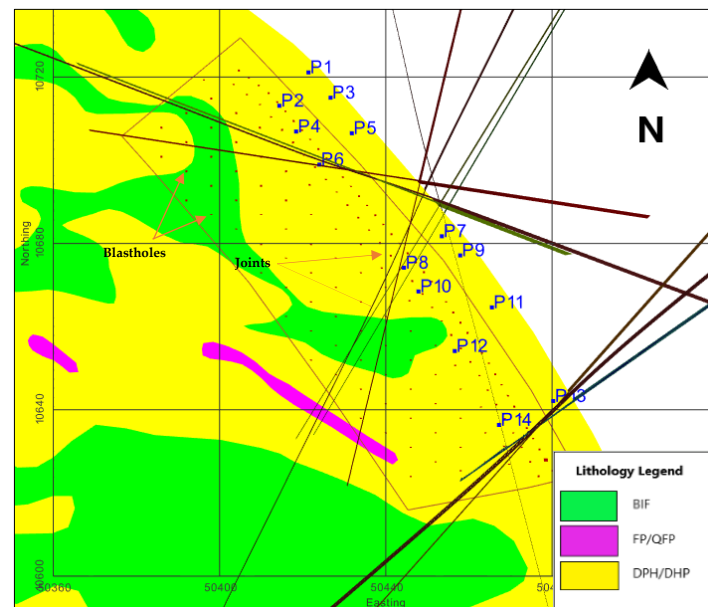 P1
10720
P3
P2
P4
P5
N
P6
Northing
P7
10680
P9
Blastholes
Joints
P8
P10
P11
P12
P13
10640
P14
Lithology Legend
BIF
FP/QFP
DPH/DHP
10600
50360
50400
50440
Easting